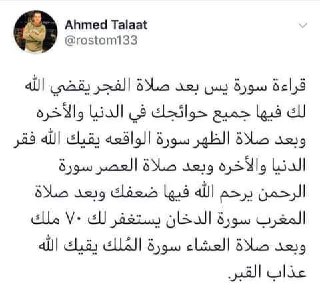 Ahmed Talaat
@rostom133
قراءة سورة يس بعد صلاة الفجر يقضي الله
لك فيها جميع حوائجك في الدنيا والأخره
وبعد صلاة الظهر سورة الواقعه يقيك الله فقر
الدنيا والأخره وبعد صلاة العصر سورة
الرحمن يرحم الله فيها ضعفك وبعد صلاة
المغرب سورة الدخان يستغفر لك ٧٠ ملك
وبعد صلاة العشاء سورة المُلك يقيك الله
عذاب القبر.